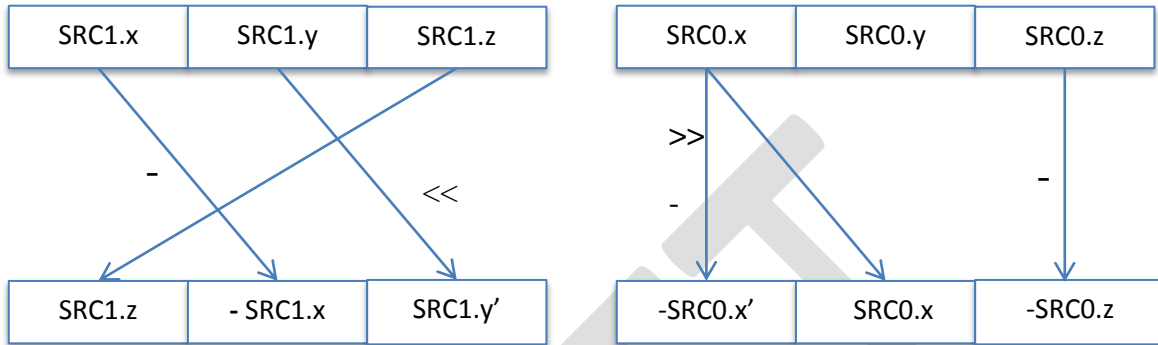 SRC1.x SRC1.y SRC1.z SRC0.x SRC0.y SRC0.z
>>
- - << -
-
SRC1.z - SRC1.x SRC1.y’ -SRC0.x’ SRC0.x -SRC0.z